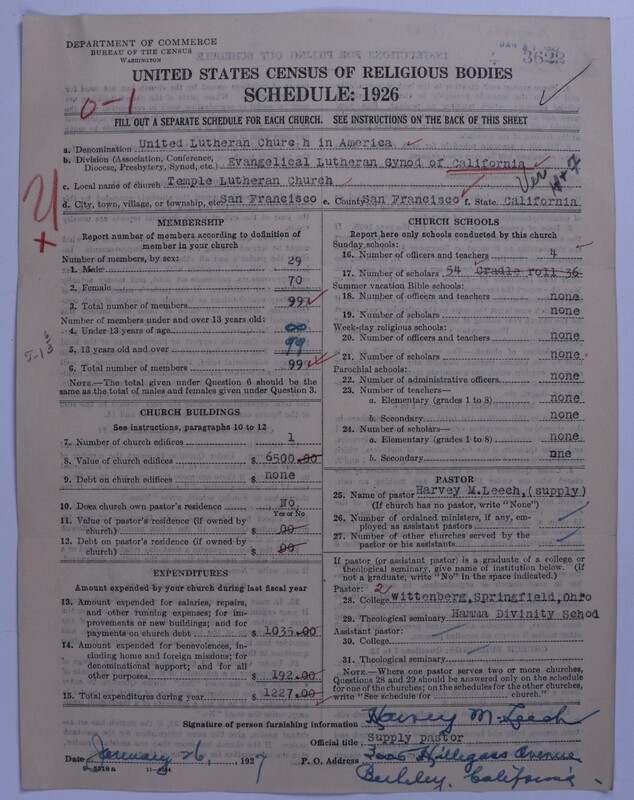 DEPARTMENT OF COMMERCE
BUREAU OF THE CENSUS
WASHINGTON
3622
UNITED STATES CENSUS OF RELIGIOUS BODIES
SCHEDULE: 1926
0-1
FILL OUT A SEPARATE SCHEDULE FOR EACH CHURCH. SEE INSTRUCTIONS ON THE BACK OF THIS SHEET
a. Denomination United Lutheran Churc h in America
b. Division (Association, Conference, Diocese, Presbytery, Synod, etc.) Evangelical Lutheran Synod of California
c. Local name of church Temple Lutheran Church
d. City, town, village, or township, etc. San Francisco e. County San Francisco f. State California
MEMBERSHIP
Report number of members according to definition of member in your church
Number of members, by sex:
1. Male 29
2. Female 70
3. Total number of members 99
Number of members under and over 13 years old:
4. Under 13 years of age 00
5. 13 years old and over 99
6. Total number of members 99
NOTE.—The total given under Question 6 should be the same as the total of males and females given under Question 3.
CHURCH BUILDINGS
See instructions, paragraphs 10 to 12
7. Number of church edifices 1
8. Value of church edifices $ 6500.00
9. Debt on church edifices $ none
10. Does church own pastor's residence? No
Yes or No
11. Value of pastor's residence (if owned by church) $ 00
12. Debt on pastor's residence (if owned by church) $ 00
EXPENDITURES
Amount expended by your church during last fiscal year
13. Amount expended for salaries, repairs, and other running expenses; for improvements or new buildings; and for payments on church debt $ 1035.00
14. Amount expended for benevolences, including home and foreign missions; for denominational support; and for all other purposes $ 192.00
15. Total expenditures during year $ 1227.00
CHURCH SCHOOLS
Report here only schools conducted by this church
Sunday schools:
16. Number of officers and teachers 4
17. Number of scholars 54 Cradle roll 36
Summer vacation Bible schools:
18. Number of officers and teachers none
19. Number of scholars none
Week-day religious schools:
20. Number of officers and teachers none
21. Number of scholars none
Parochial schools:
22. Number of administrative officers none
23. Number of teachers—
a. Elementary (grades 1 to 8) none
b. Secondary none
24. Number of scholars—
a. Elementary (grades 1 to 8) none
b. Secondary one
PASTOR
25. Name of pastor Harvey M.Leech,(supply)
(If church has no pastor, write "None")
26. Number of ordained ministers, if any, employed as assistant pastors
27. Number of other churches served by the pastor or his assistants
If pastor (or assistant pastor) is a graduate of a college or theological seminary, give name of institution below. (If not a graduate, write "No" in the space indicated.)
Pastor: 2
28. College Wittenberg,Springfield,Ohio
29. Theological seminary Hamma Divinity Schod
Assistant pastor:
30. College
31. Theological seminary
NOTE.—Where one pastor serves two or more churches, Questions 28 and 29 should be answered only on the schedule for one of the churches; on the schedules for the other churches, write "See schedule for church."
Signature of person furnishing information Harvey M. Leech
Official title Supply pastor
Date January 26, 1927 P. O. Address 3006 Hillegass Avenue
Berkeley, California